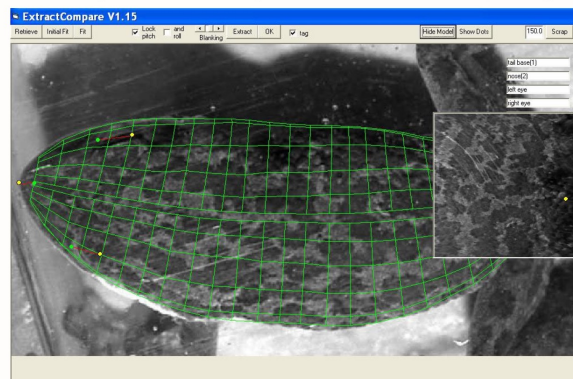 ExtractCompare V1.15
Retrieve Initial Fit Fit Lock pitch and roll Blanking Extract OK tag Hide Model Show Dots 150.0 Scrap
tail base(1)
nose(2)
left eye
right eye